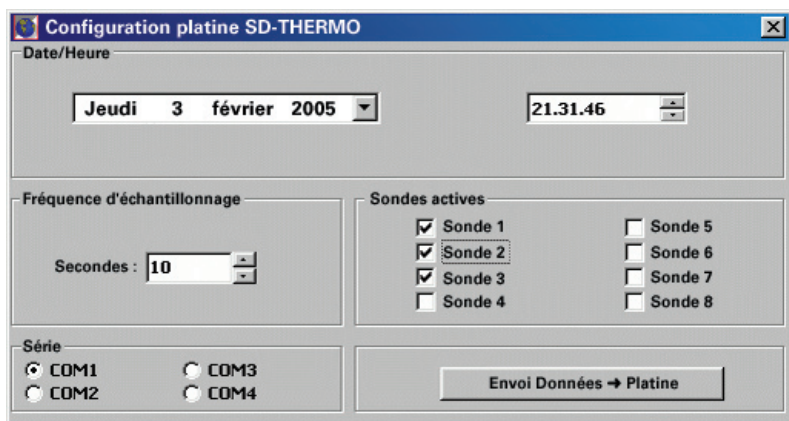 Configuration platine SD-THERMO
Date/Heure
Jeudi 3 février 2005
21.31.46
Fréquence d'échantillonnage
Secondes : 10
Sondes actives
Sonde 1
Sonde 5
Sonde 2
Sonde 6
Sonde 3
Sonde 7
Sonde 4
Sonde 8
Série
COM1
COM3
COM2
COM4
Envoi Données ➔ Platine